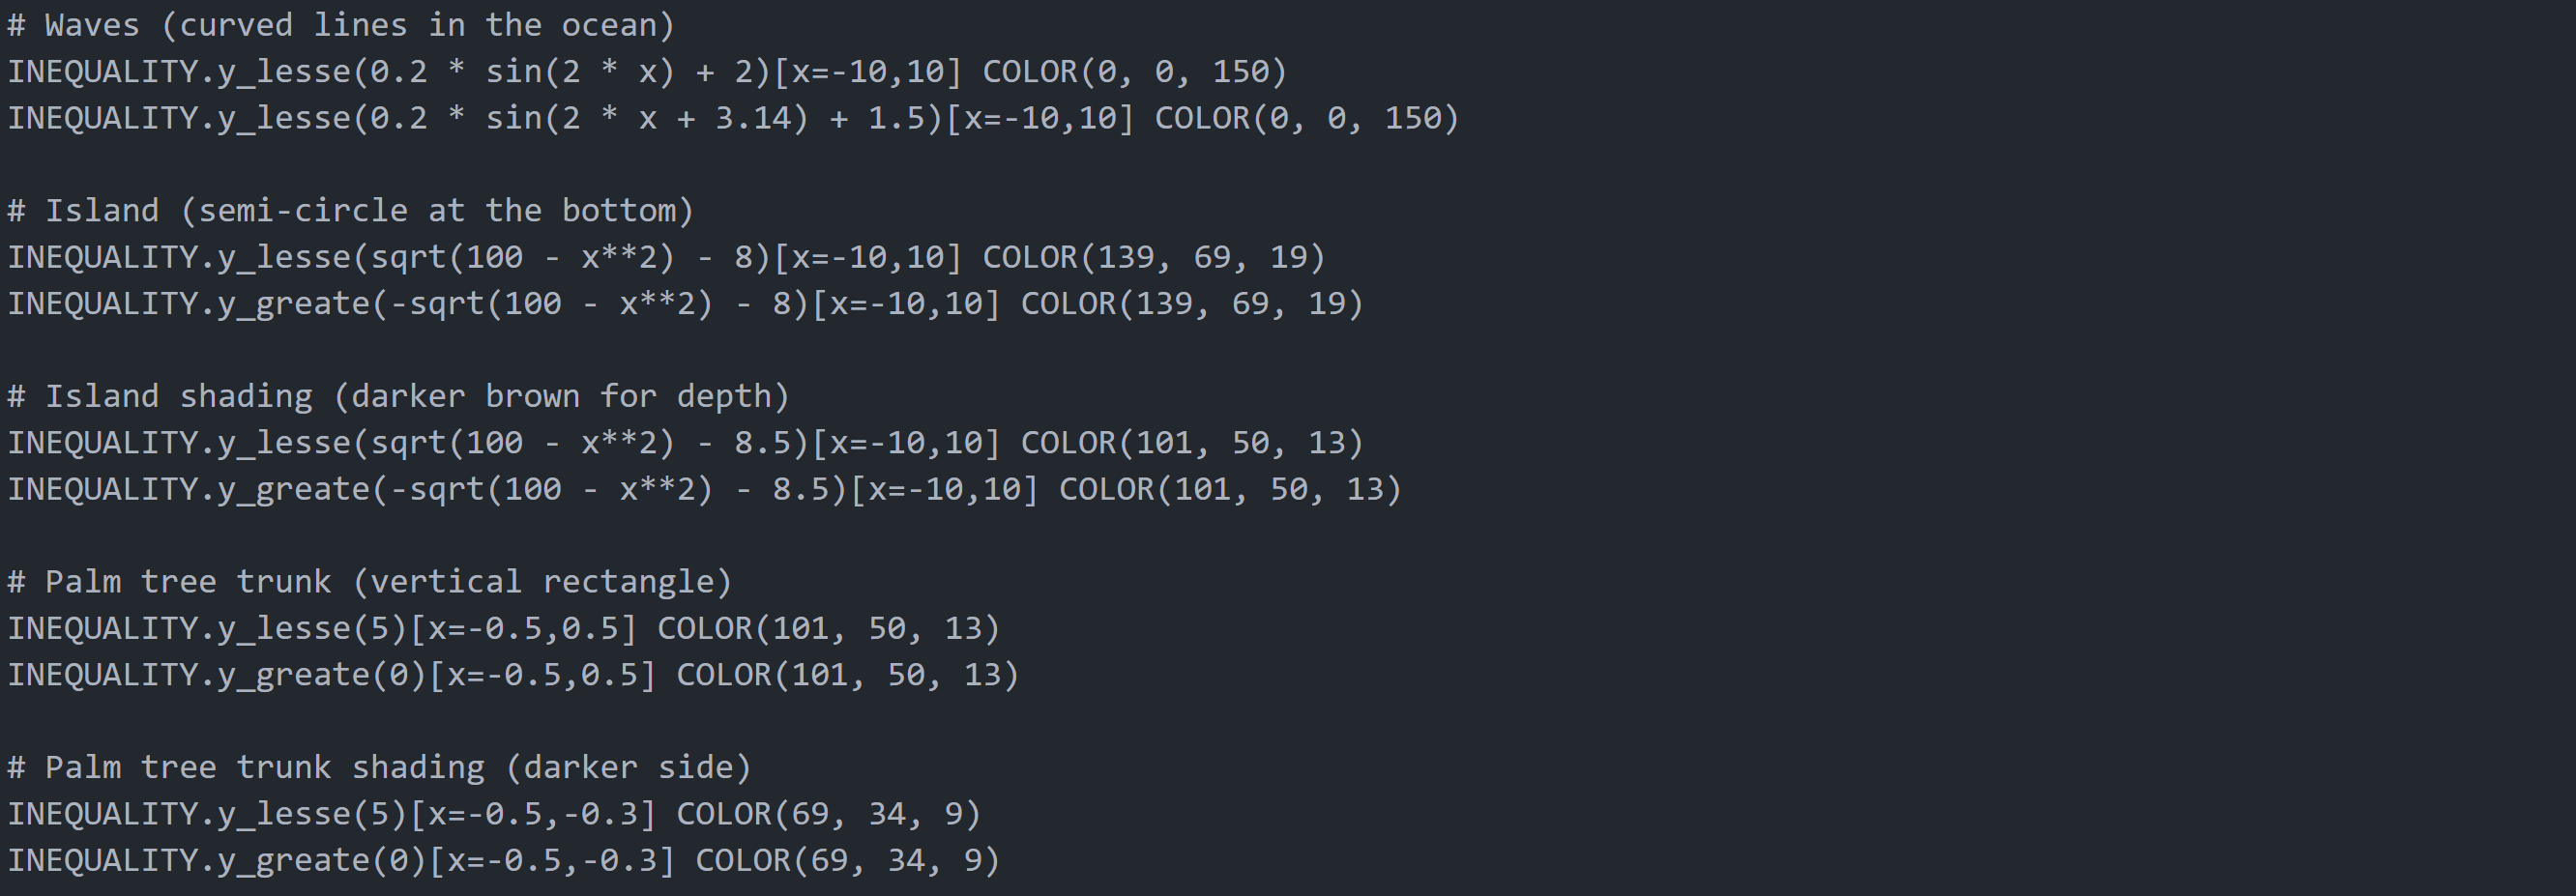 # Waves (curved lines in the ocean)
INEQUALITY.y_lesse(0.2 * sin(2 * x) + 2)[x=-10,10] COLOR(0, 0, 150)
INEQUALITY.y_lesse(0.2 * sin(2 * x + 3.14) + 1.5)[x=-10,10] COLOR(0, 0, 150)
# Island (semi-circle at the bottom)
INEQUALITY.y_lesse(sqrt(100 - x**2) - 8)[x=-10,10] COLOR(139, 69, 19)
INEQUALITY.y_greate(-sqrt(100 - x**2) - 8)[x=-10,10] COLOR(139, 69, 19)
# Island shading (darker brown for depth)
INEQUALITY.y_lesse(sqrt(100 - x**2) - 8.5)[x=-10,10] COLOR(101, 50, 13)
INEQUALITY.y_greate(-sqrt(100 - x**2) - 8.5)[x=-10,10] COLOR(101, 50, 13)
# Palm tree trunk (vertical rectangle)
INEQUALITY.y_lesse(5)[x=-0.5,0.5] COLOR(101, 50, 13)
INEQUALITY.y_greate(0)[x=-0.5,0.5] COLOR(101, 50, 13)
# Palm tree trunk shading (darker side)
INEQUALITY.y_lesse(5)[x=-0.5,-0.3] COLOR(69, 34, 9)
INEQUALITY.y_greate(0)[x=-0.5,-0.3] COLOR(69, 34, 9)